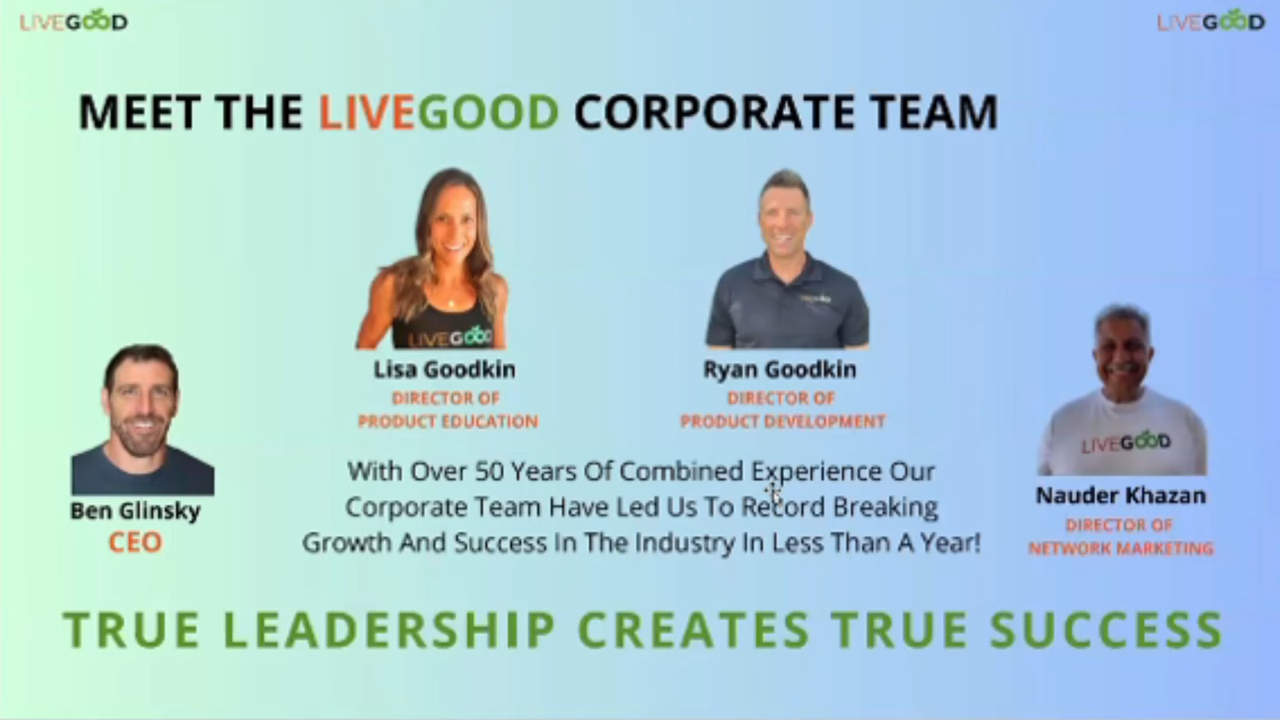 LIVEGOOD
LIVEGOOD
MEET THE LIVEGOOD CORPORATE TEAM
LIVEGOOD
LIVEGOOD
Lisa Goodkin
DIRECTOR OF
PRODUCT EDUCATION
Ryan Goodkin
DIRECTOR OF
PRODUCT DEVELOPMENT
Ben Glinsky
CEO
With Over 50 Years Of Combined Experience Our
Corporate Team Have Led Us To Record Breaking
Growth And Success In The Industry In Less Than A Year!
Nauder Khazan
DIRECTOR OF
NETWORK MARKETING
TRUE LEADERSHIP CREATES TRUE SUCCESS